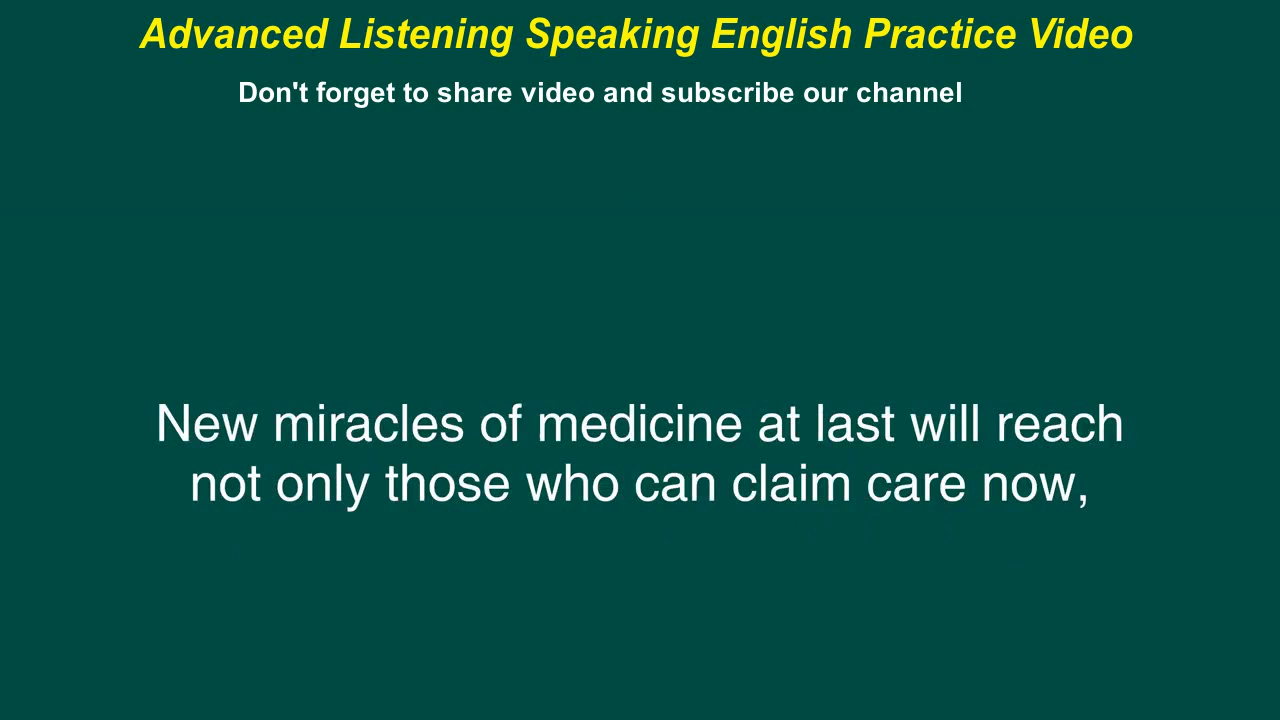 Advanced Listening Speaking English Practice Video
Don't forget to share video and subscribe our channel
New miracles of medicine at last will reach
not only those who can claim care now,